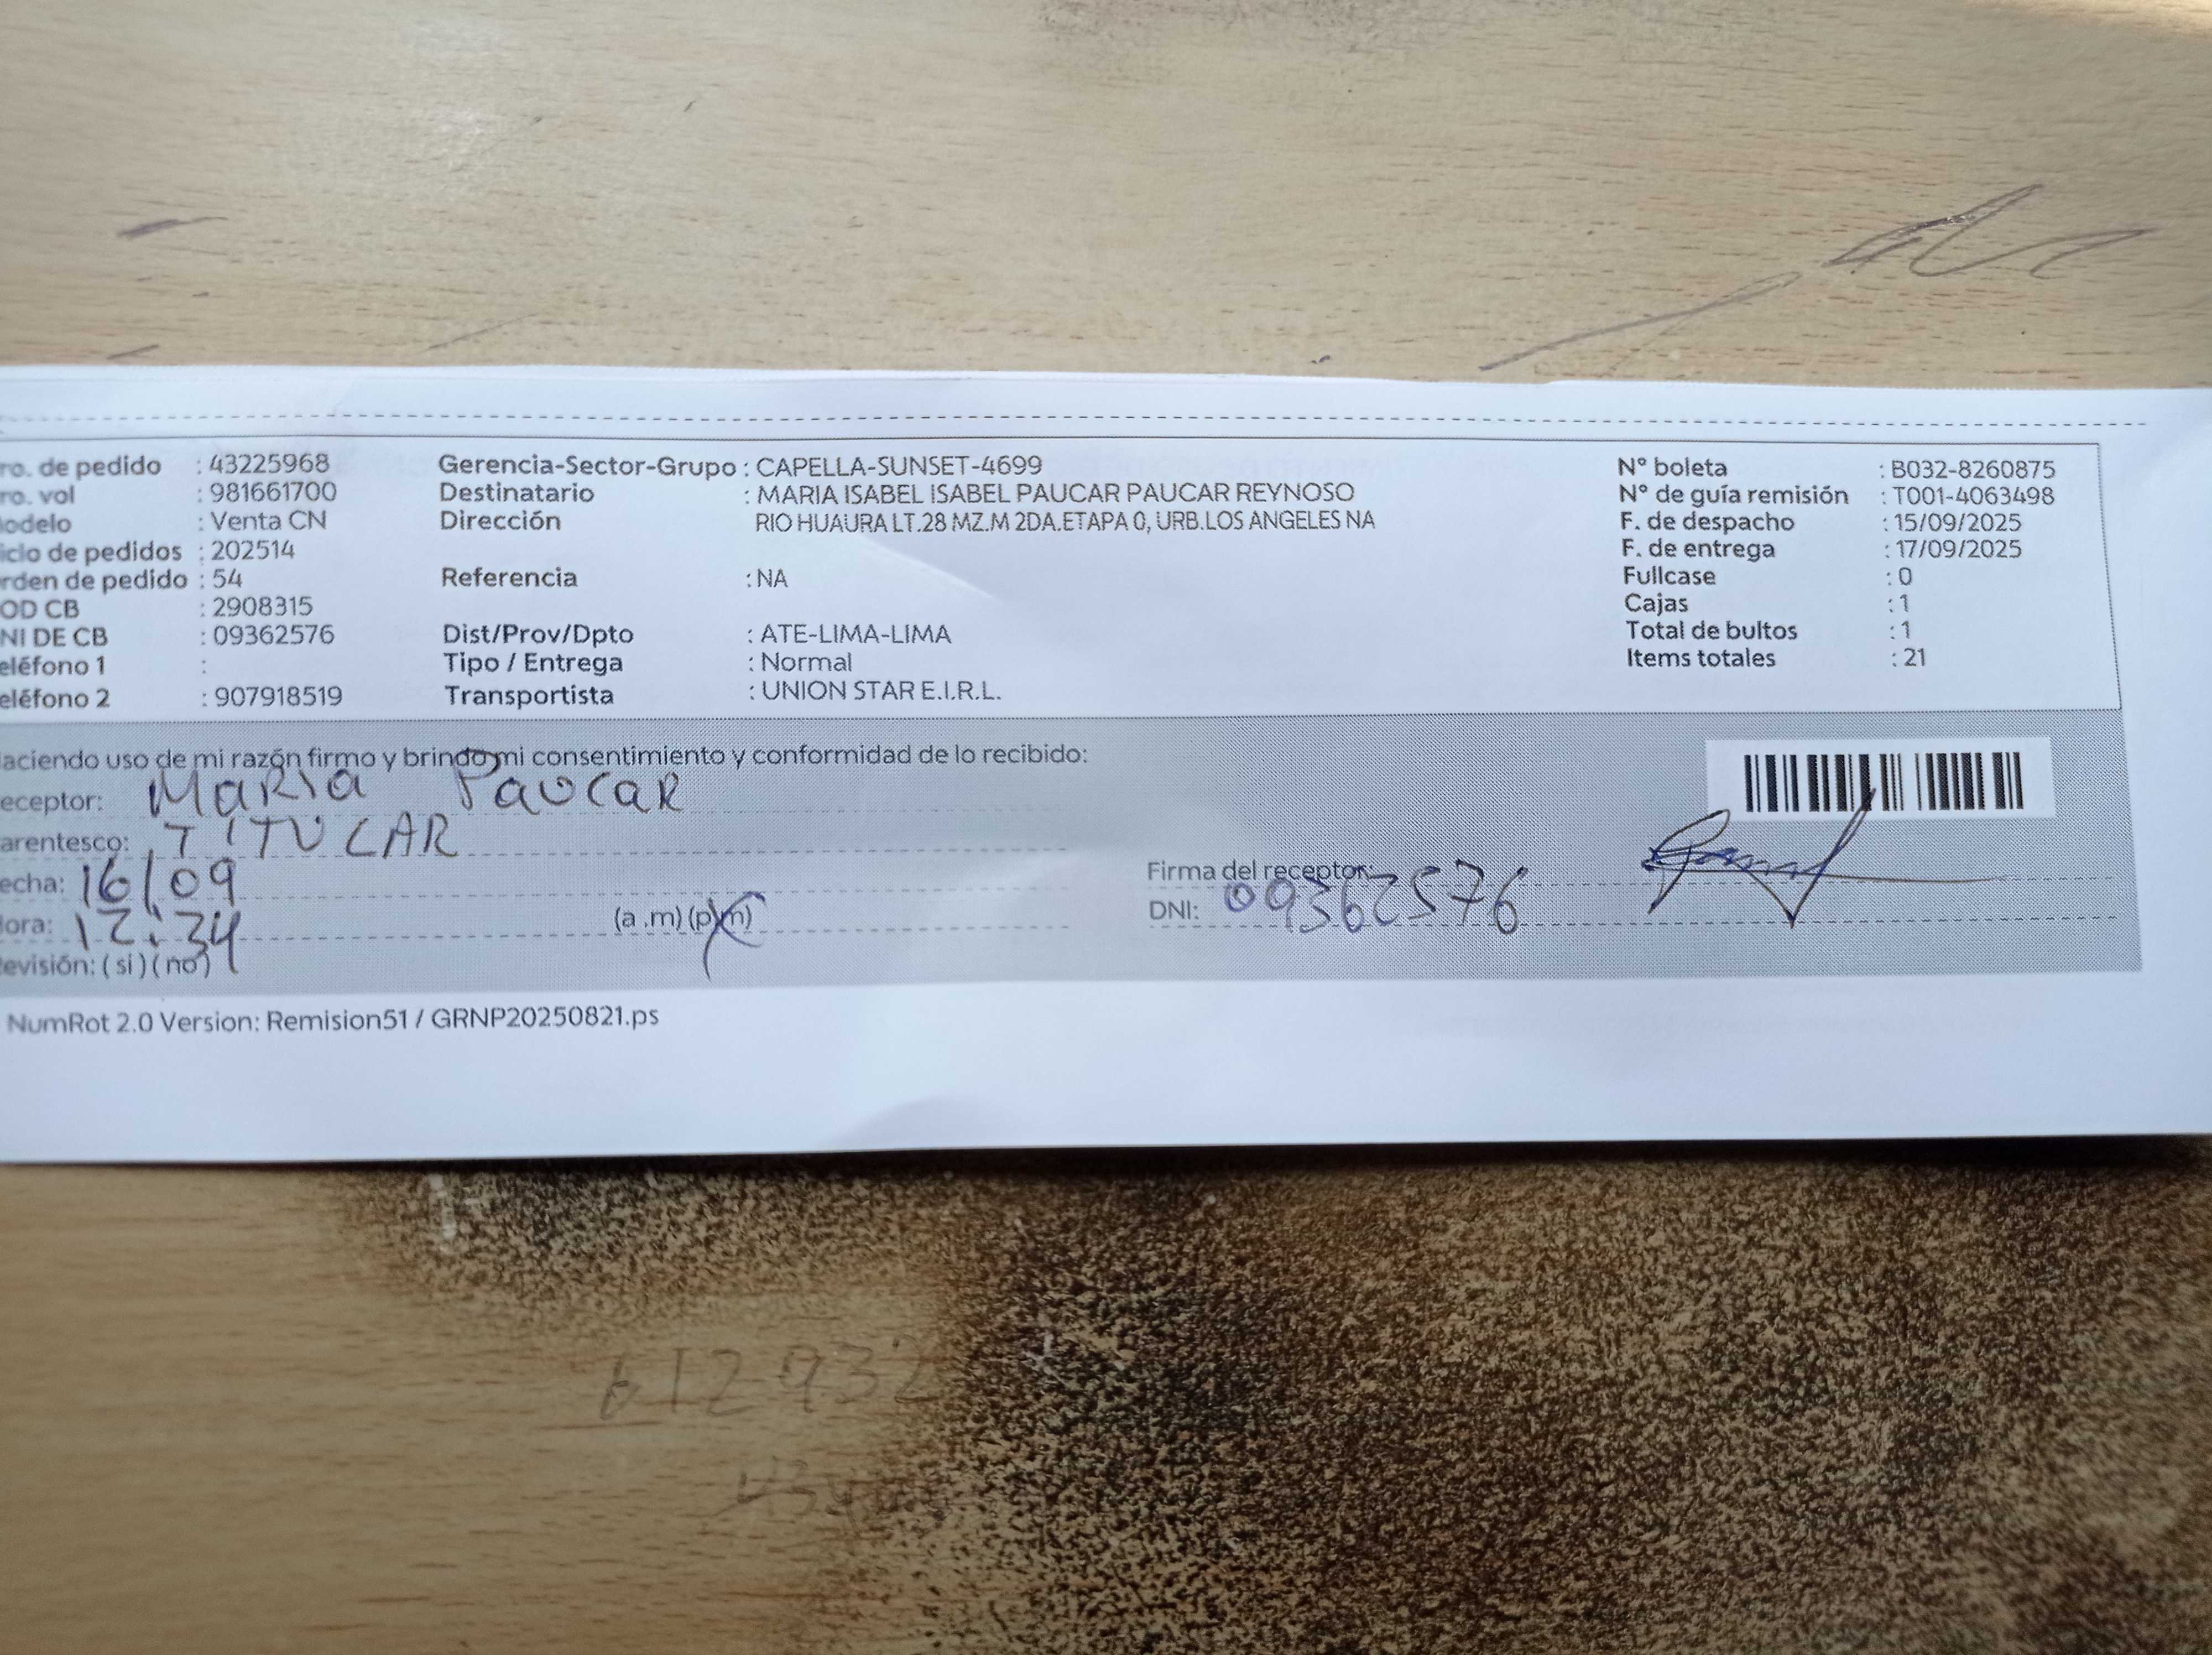 ro. de pedido : 43225968 Gerencia-Sector-Grupo : CAPELLA-SUNSET-4699 N° boleta : B032-8260875
ro. vol : 981661700 Destinatario : MARIA ISABEL ISABEL PAUCAR PAUCAR REYNOSO N° de guía remisión : T001-4063498
odelo : Venta CN Dirección RIO HUAURA LT.28 MZ.M 2DA.ETAPA 0, URB.LOS ANGELES NA F. de despacho : 15/09/2025
iclo de pedidos : 202514 F. de entrega : 17/09/2025
rden de pedido : 54 Referencia : NA Fullcase : 0
OD CB : 2908315 Cajas : 1
NI DE CB : 09362576 Dist/Prov/Dpto : ATE-LIMA-LIMA Total de bultos : 1
eléfono 1 : Tipo / Entrega : Normal Items totales : 21
eléfono 2 : 907918519 Transportista : UNION STAR E.I.R.L.
aciendo uso de mi razón firmo y brindo mi consentimiento y conformidad de lo recibido:
eceptor: MARIA PAUCAR
arentesco: TITULAR
echa: 16/09 Firma del receptor:
ora: 12:34 (a .m) (p.m) DNI: 09362576
evisión: ( si ) ( no )
NumRot 2.0 Version: Remision51 / GRNP20250821.ps
612932